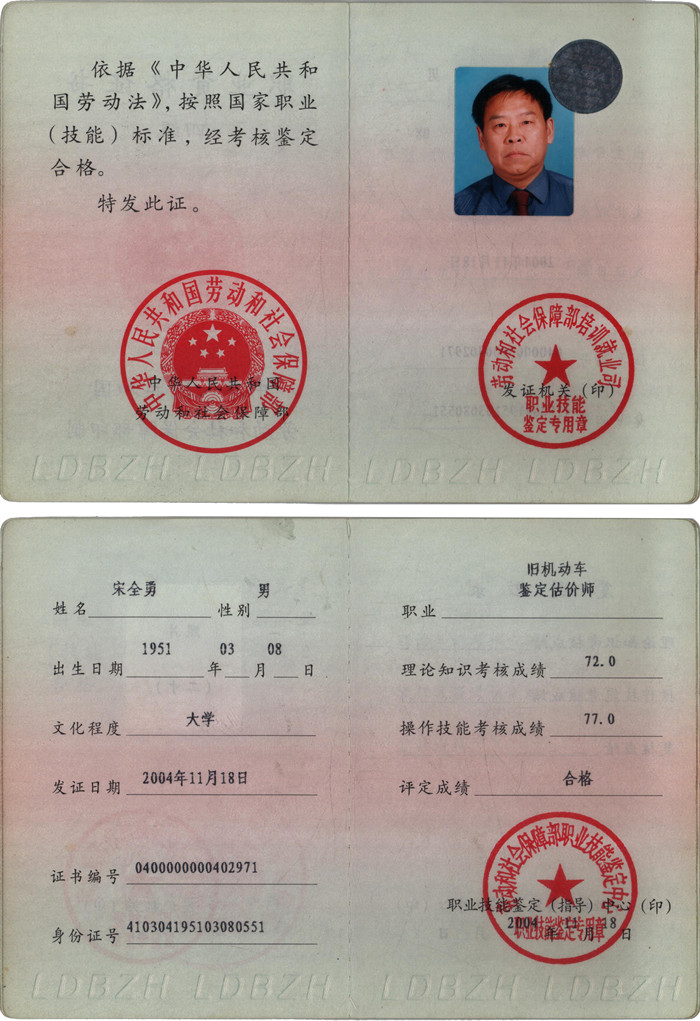 依据《中华人民共和
国劳动法》，按照国家职业
（技能）标准，经考核鉴定
合格。
特发此证。
中华人民共和国劳动和社会保障部
中华人民共和国
劳动和社会保障部
劳动和社会保障部培训就业司
发证机关（印）
职业技能
鉴定专用章
LDBZH LDBZH LDBZH LDBZH
姓名 宋全勇 性别 男
出生日期 1951 年 03 月 08 日
文化程度 大学
发证日期 2004年11月18日
证书编号 0400000000402971
身份证号 410304195103080551
旧机动车
职业 鉴定估价师
理论知识考核成绩 72.0
操作技能考核成绩 77.0
评定成绩 合格
劳动和社会保障部职业技能鉴定中心
职业技能鉴定（指导）中心（印）
职业技能鉴定专用章
2004 年 11 月 18 日
LDBZH LDBZH LDBZH LDBZH